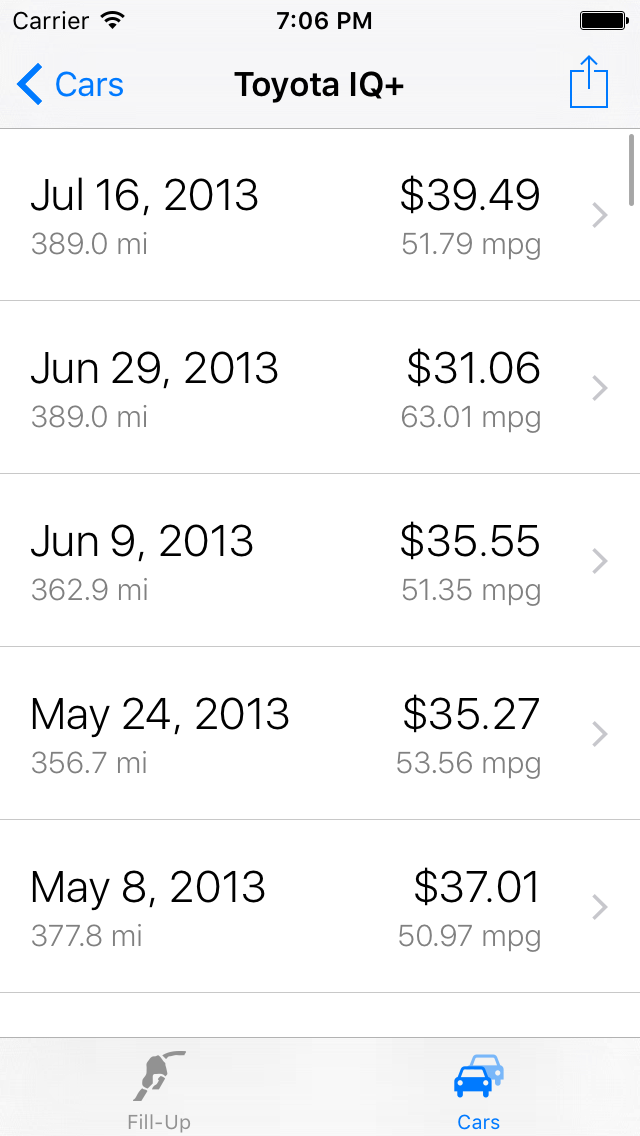 Carrier 7:06 PM
Cars Toyota IQ+
Jul 16, 2013 $39.49
389.0 mi 51.79 mpg
Jun 29, 2013 $31.06
389.0 mi 63.01 mpg
Jun 9, 2013 $35.55
362.9 mi 51.35 mpg
May 24, 2013 $35.27
356.7 mi 53.56 mpg
May 8, 2013 $37.01
377.8 mi 50.97 mpg
Fill-Up Cars